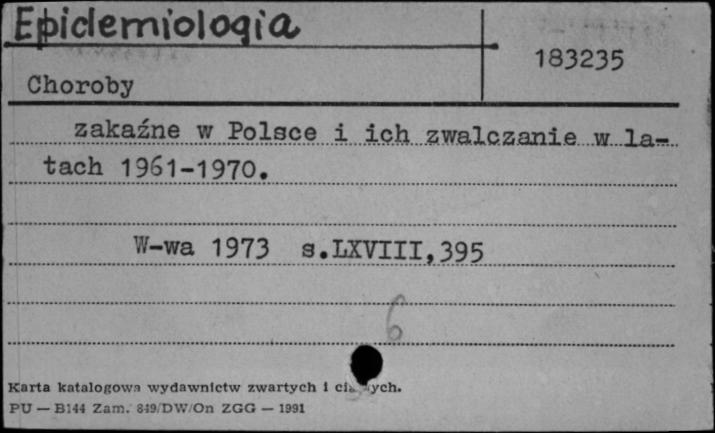 Epidemiologia
183235
Choroby
zakaźne w Polsce i ich zwalczanie w la-
tach 1961-1970.
W-wa 1973 s.LXVIII,395
6
Karta katalogowa wydawnictw zwartych i
PU — B144 Zam. 849/DW/On ZGG — 1991